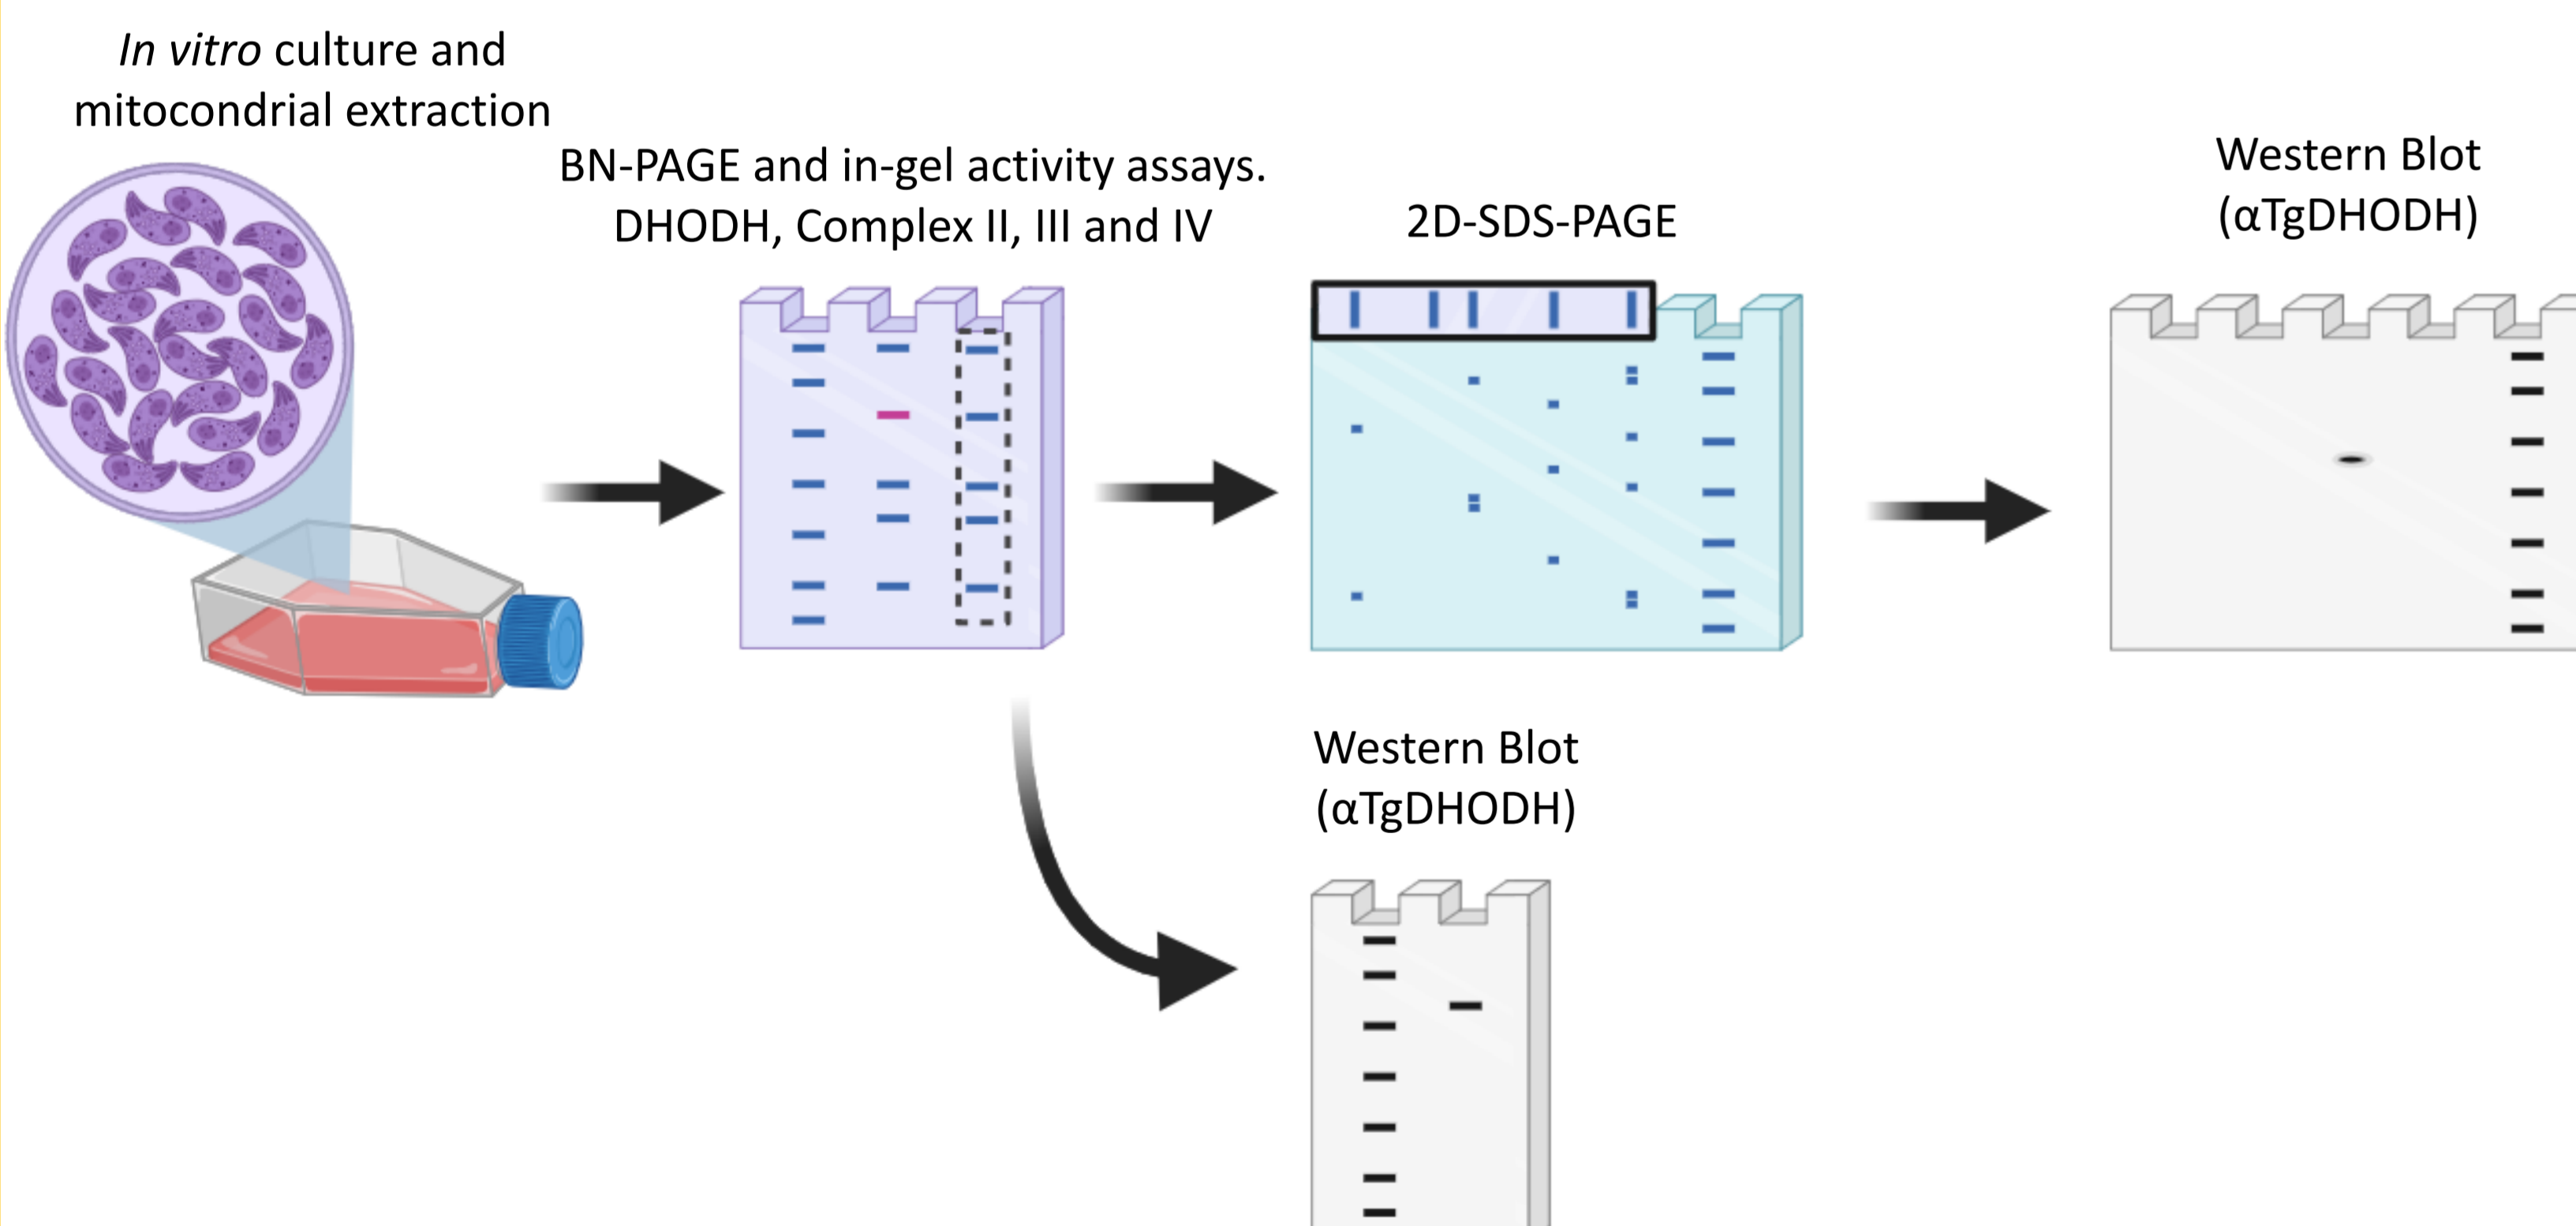 In vitro culture and
mitocondrial extraction
BN-PAGE and in-gel activity assays.
DHODH, Complex II, III and IV
2D-SDS-PAGE
Western Blot
(αTgDHODH)
Western Blot
(αTgDHODH)